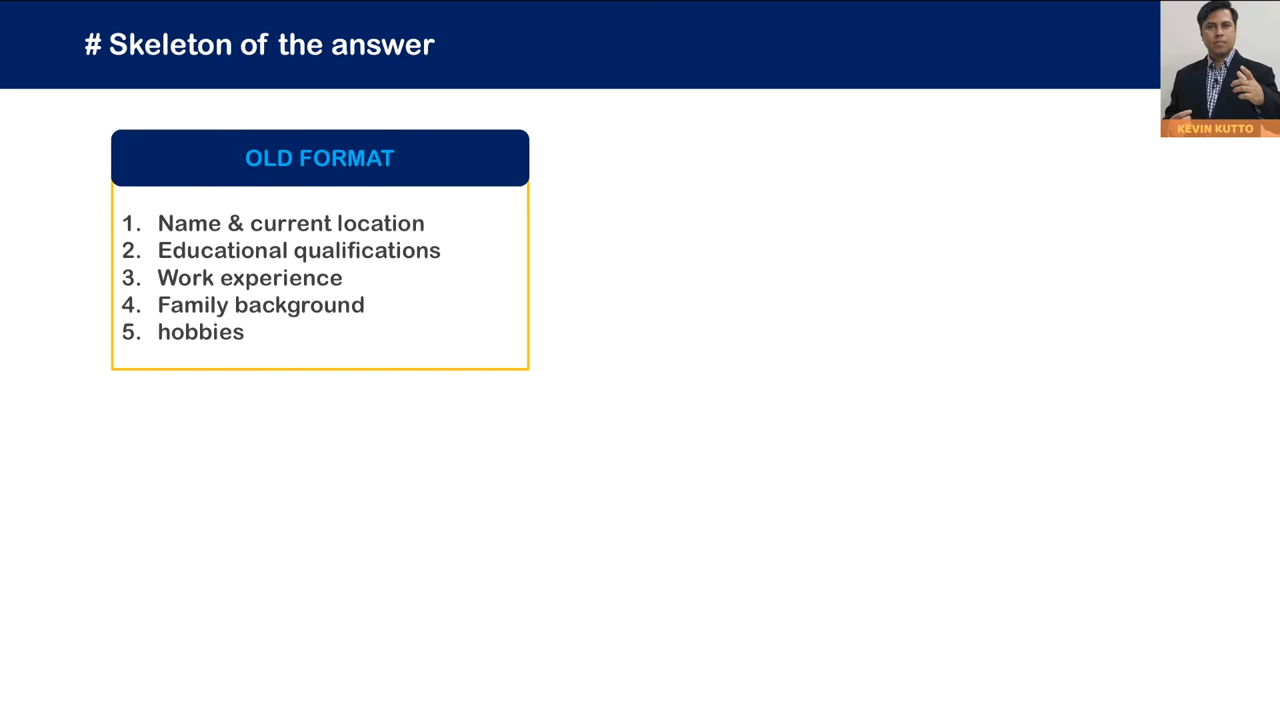 # Skeleton of the answer
KEVIN KUTTO
OLD FORMAT
1. Name & current location
2. Educational qualifications
3. Work experience
4. Family background
5. hobbies